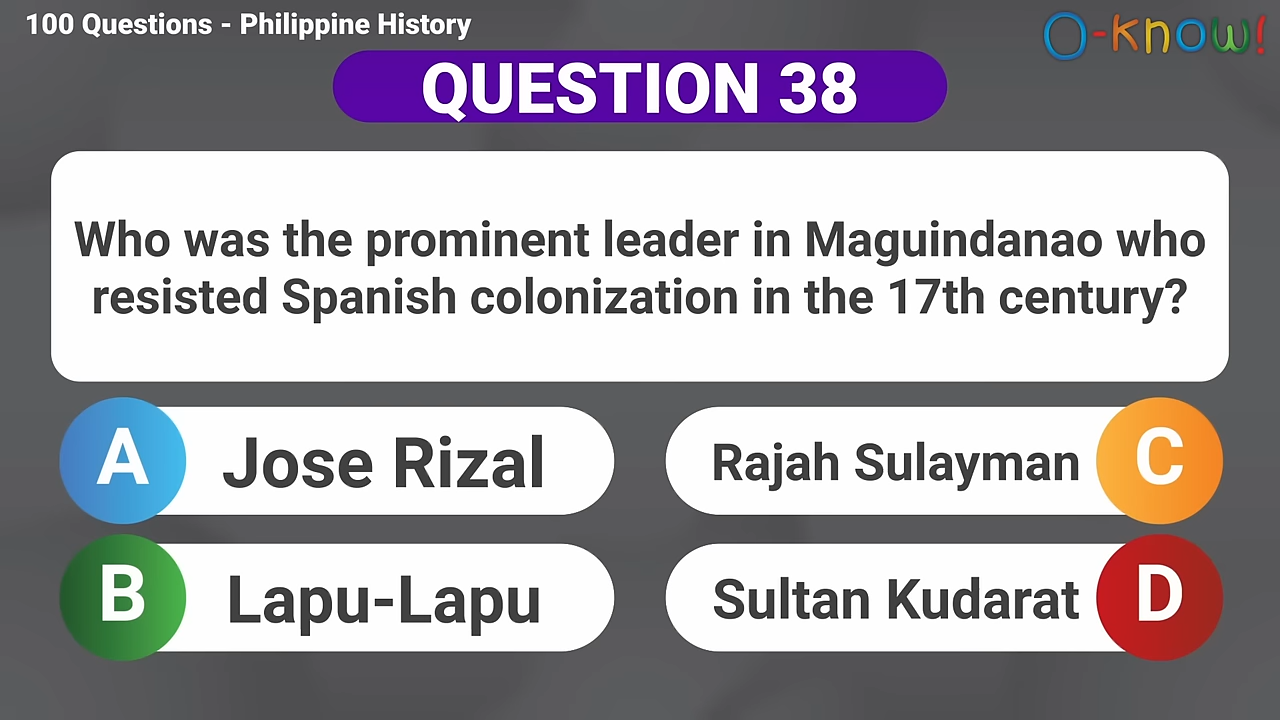 100 Questions - Philippine History
O-know!
QUESTION 38
Who was the prominent leader in Maguindanao who
resisted Spanish colonization in the 17th century?
A Jose Rizal
Rajah Sulayman C
B Lapu-Lapu
Sultan Kudarat D